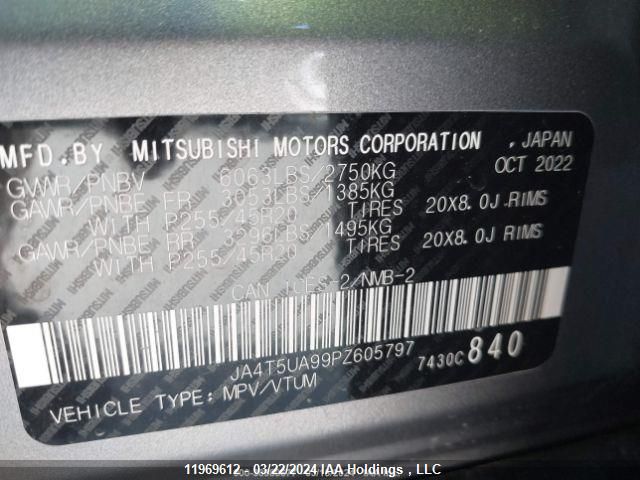 MFD.BY MITSUBISHI MOTORS CORPORATION , JAPAN
GVWR/PNBV 6063LBS/2750KG OCT 2022
GAWR/PNBE FR 3053LBS/1385KG
WITH P255/45R20 TIRES 20X8.0J RIMS
GAWR/PNBE RR 3296LBS/1495KG
WITH P255/45R20 TIRES 20X8.0J RIMS
CAN ICES-2/NMB-2
JA4T5UA99PZ605797
7430C 840
VEHICLE TYPE: MPV/VTUM
11969612 - 03/22/2024 IAA Holdings , LLC